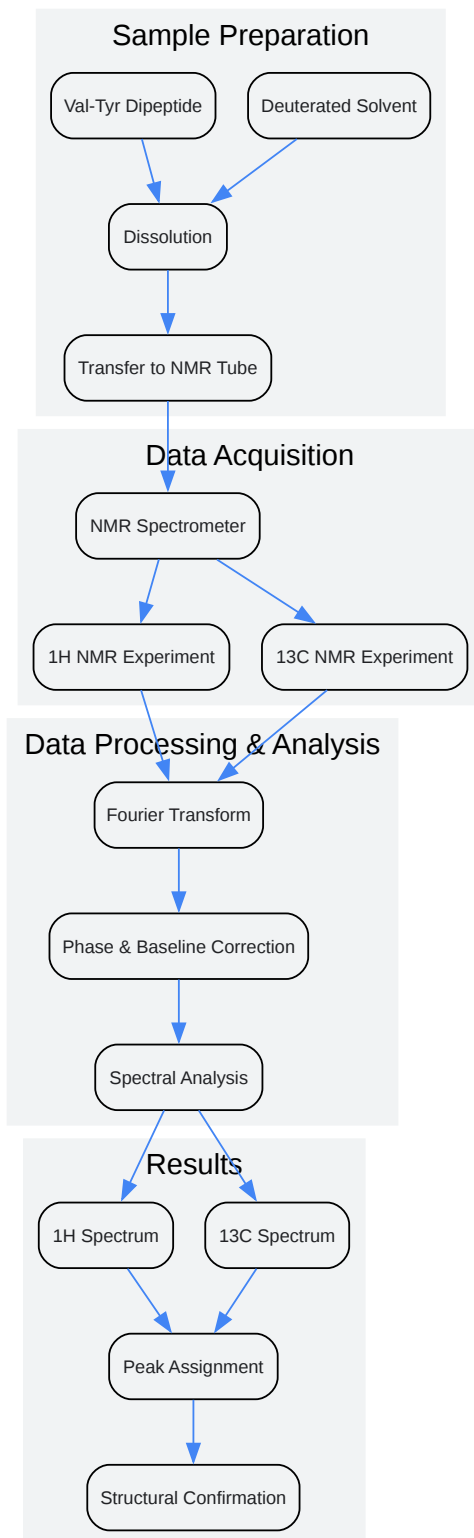 Sample Preparation
Val-Tyr Dipeptide
Deuterated Solvent
Dissolution
Transfer to NMR Tube
Data Acquisition
NMR Spectrometer
1H NMR Experiment
13C NMR Experiment
Data Processing & Analysis
Fourier Transform
Phase & Baseline Correction
Spectral Analysis
Results
1H Spectrum
13C Spectrum
Peak Assignment
Structural Confirmation